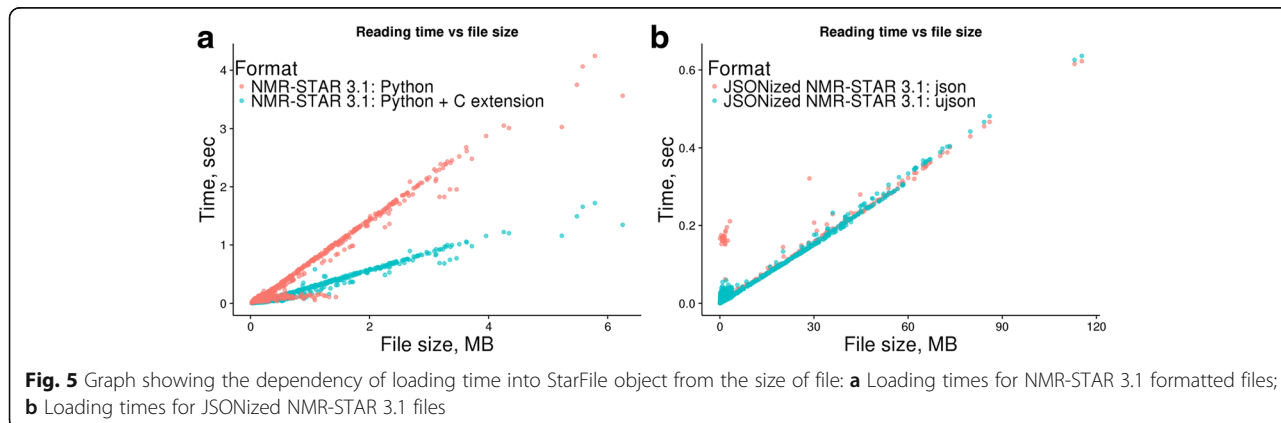 a
Reading time vs file size
Format
NMR-STAR 3.1: Python
NMR-STAR 3.1: Python + C extension
4
3
2
1
0
Time, sec
0 2 4 6
File size, MB
b
Reading time vs file size
Format
JSONized NMR-STAR 3.1: json
JSONized NMR-STAR 3.1: ujson
0.6
0.4
0.2
0.0
Time, sec
0 30 60 90 120
File size, MB
Fig. 5 Graph showing the dependency of loading time into StarFile object from the size of file: a Loading times for NMR-STAR 3.1 formatted files;
b Loading times for JSONized NMR-STAR 3.1 files